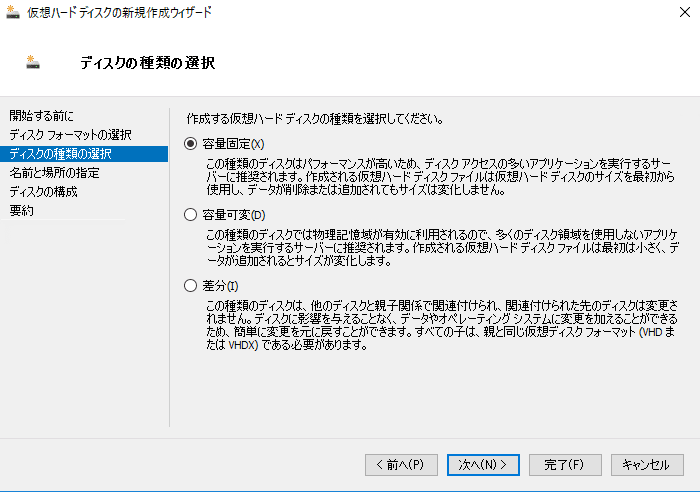 仮想ハード ディスクの新規作成ウィザード
ディスクの種類の選択
開始する前に
ディスク フォーマットの選択
ディスクの種類の選択
名前と場所の指定
ディスクの構成
要約
作成する仮想ハード ディスクの種類を選択してください。
容量固定(X)
この種類のディスクはパフォーマンスが高いため、ディスク アクセスの多いアプリケーションを実行するサー
バーに推奨されます。作成される仮想ハード ディスク ファイルは仮想ハード ディスクのサイズを最初から
使用し、データが削除または追加されてもサイズは変化しません。
容量可変(D)
この種類のディスクでは物理記憶域が有効に利用されるので、多くのディスク領域を使用しないアプリケ
ーションを実行するサーバーに推奨されます。作成される仮想ハード ディスク ファイルは最初は小さく、デ
ータが追加されるとサイズが変化します。
差分(I)
この種類のディスクは、他のディスクと親子関係で関連付けられ、関連付けられた先のディスクは変更さ
れません。ディスクに影響を与えることなく、データやオペレーティング システムに変更を加えることができる
ため、簡単に変更を元に戻すことができます。すべての子は、親と同じ仮想ディスク フォーマット (VHD ま
たは VHDX) である必要があります。
< 前へ(P)
次へ(N) >
完了(F)
キャンセル